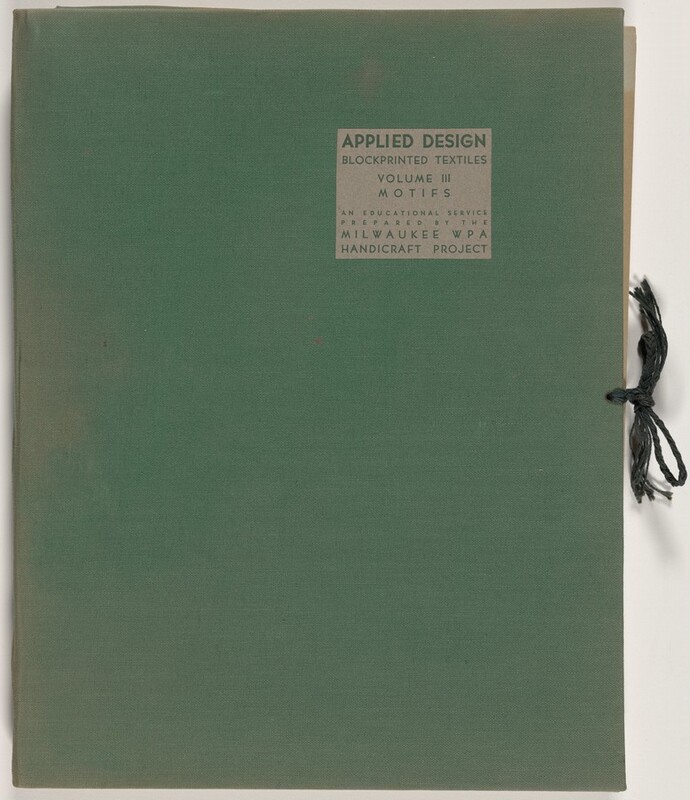 APPLIED DESIGN
BLOCKPRINTED TEXTILES
VOLUME III
MOTIFS
AN EDUCATIONAL SERVICE
PREPARED BY THE
MILWAUKEE WPA
HANDICRAFT PROJECT